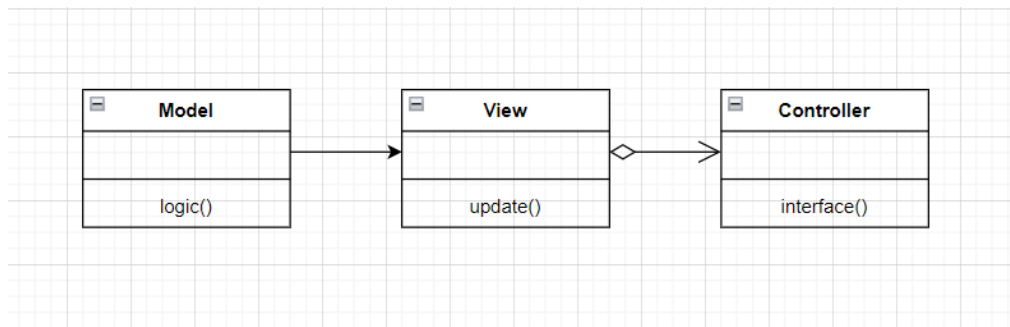 Model
View
Controller
logic()
update()
interface()